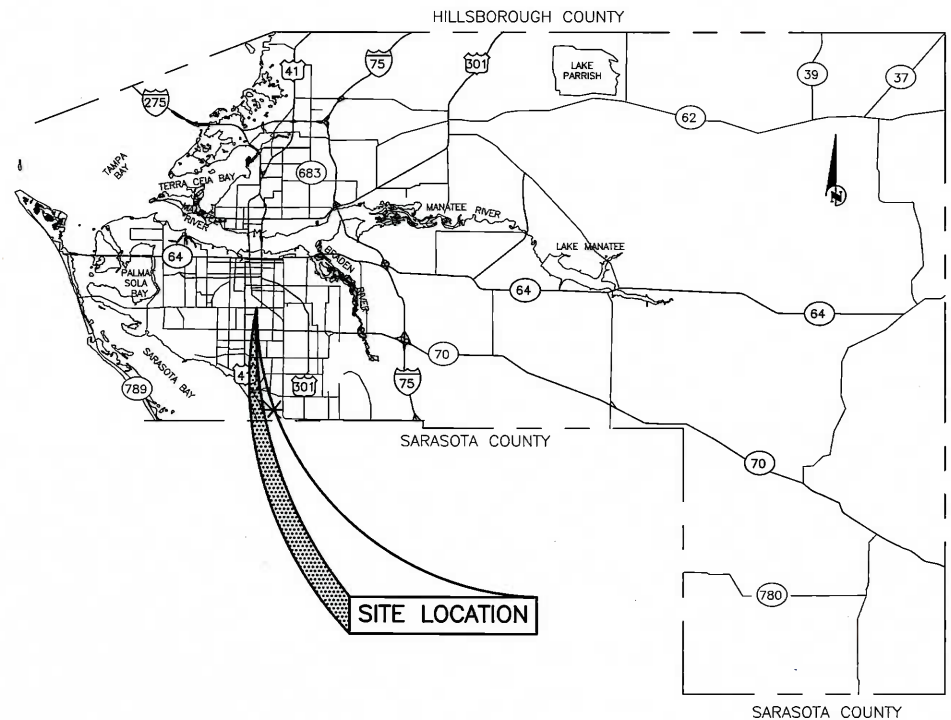 HILLSBOROUGH COUNTY
41
75
301
LAKE
PARRISH
39
37
275
62
TAMPA
BAY
TERRA CEIA BAY
683
N
MANATEE RIVER
RIVER
64
PALMA
SOLA
BAY
BRADEN
RIVER
LAKE MANATEE
64
64
SARASOTA BAY
789
41
301
75
70
SARASOTA COUNTY
70
SITE LOCATION
780
SARASOTA COUNTY